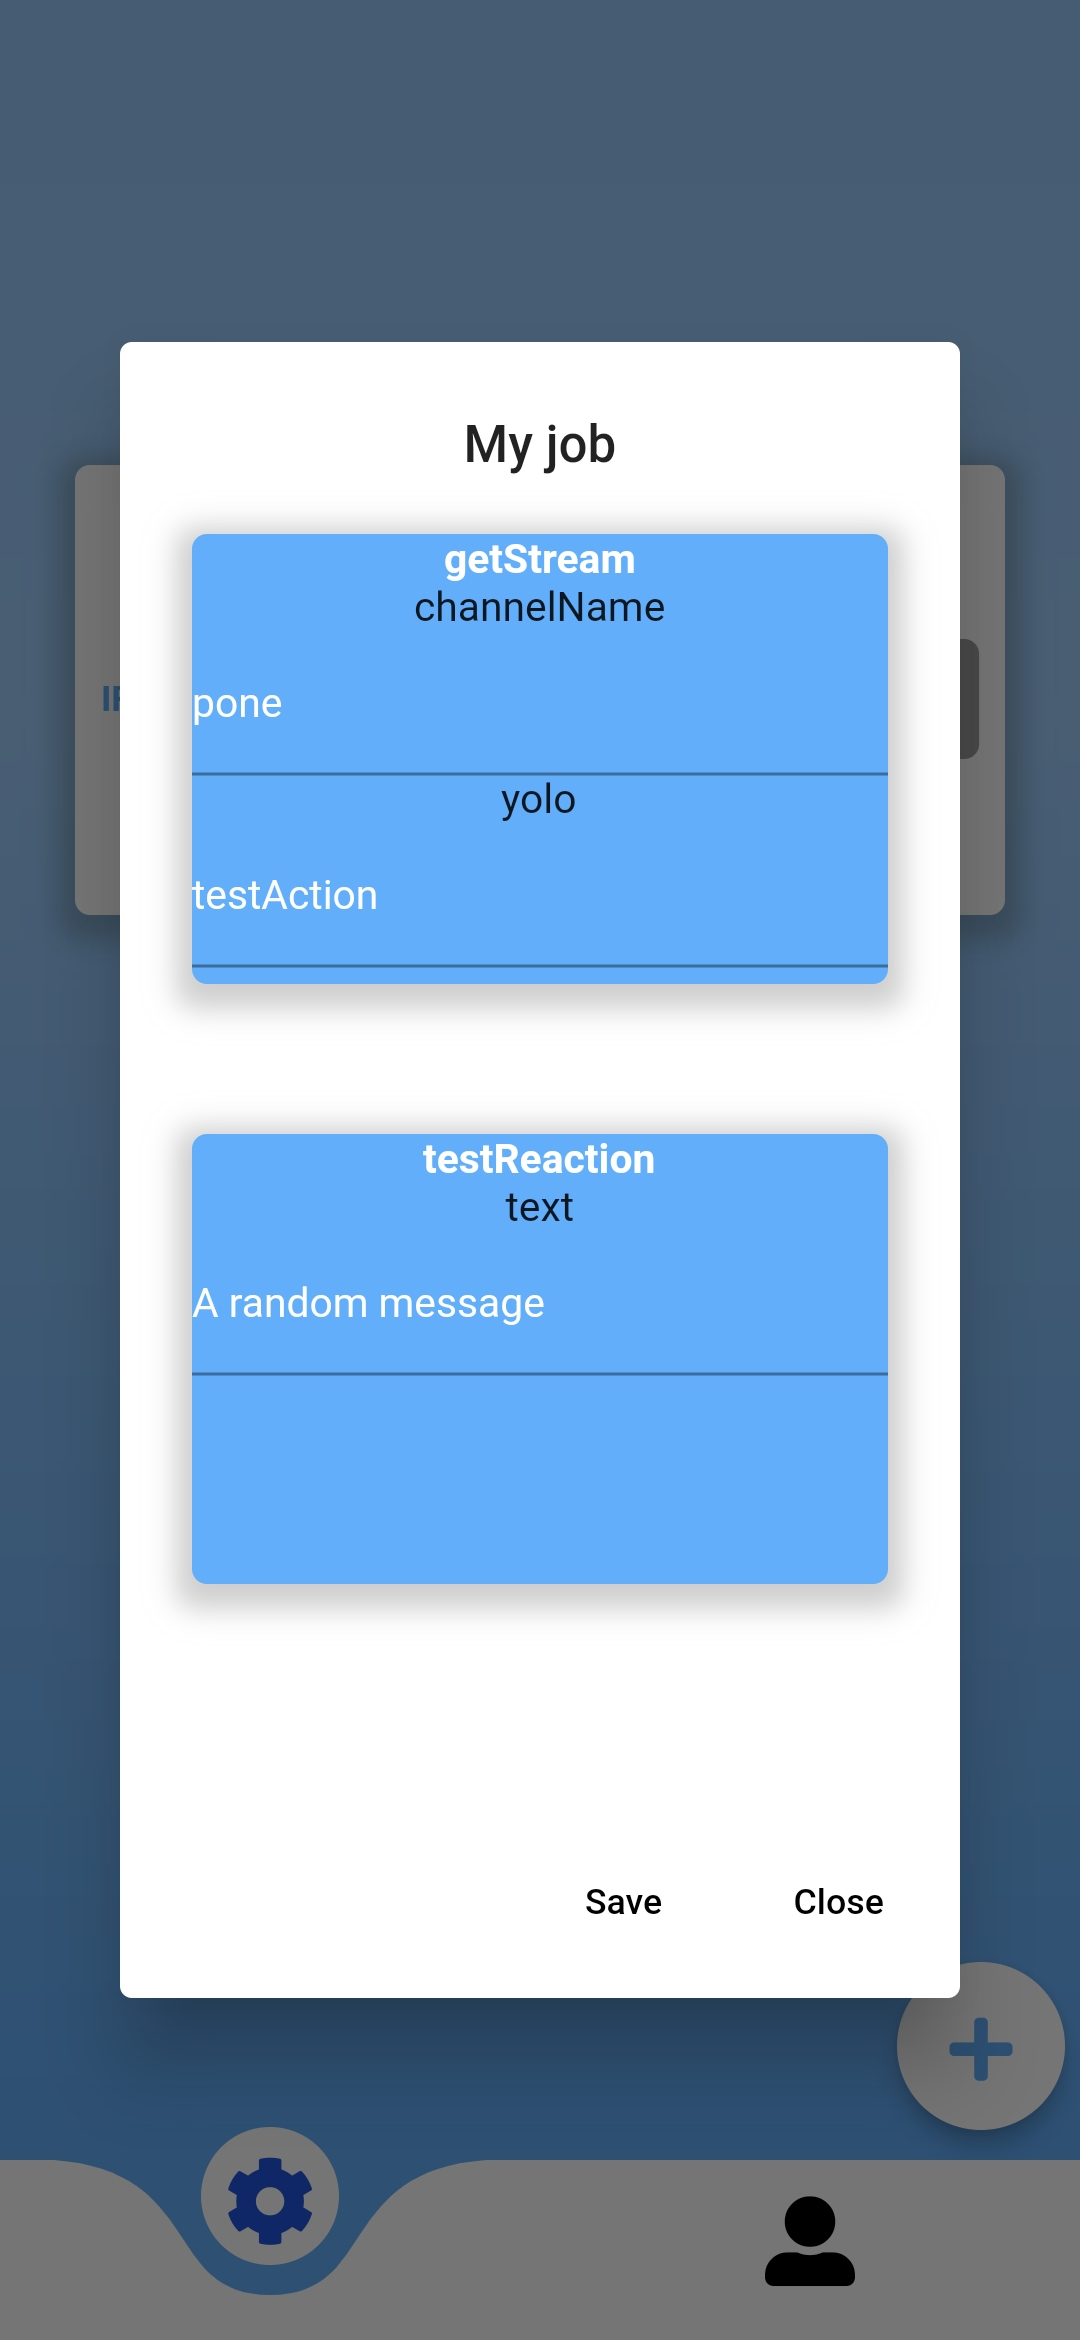 My job
getStream
channelName
pone
yolo
testAction
testReaction
text
A random message
Save
Close